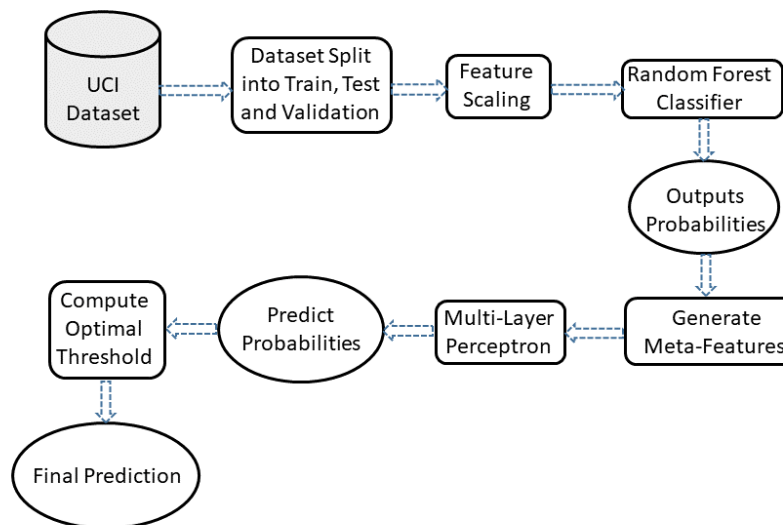 UCI
Dataset
Dataset Split
into Train, Test
and Validation
Feature
Scaling
Random Forest
Classifier
Outputs
Probabilities
Generate
Meta-Features
Multi-Layer
Perceptron
Predict
Probabilities
Compute
Optimal
Threshold
Final Prediction